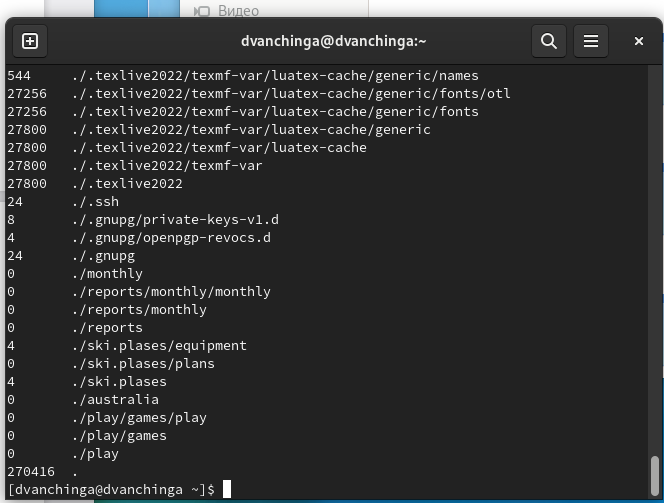 Видео
dvanchinga@dvanchinga:~
544 ./.texlive2022/texmf-var/luatex-cache/generic/names
27256 ./.texlive2022/texmf-var/luatex-cache/generic/fonts/otl
27256 ./.texlive2022/texmf-var/luatex-cache/generic/fonts
27800 ./.texlive2022/texmf-var/luatex-cache/generic
27800 ./.texlive2022/texmf-var/luatex-cache
27800 ./.texlive2022/texmf-var
27800 ./.texlive2022
24 ./.ssh
8 ./.gnupg/private-keys-v1.d
4 ./.gnupg/openpgp-revocs.d
24 ./.gnupg
0 ./monthly
0 ./reports/monthly/monthly
0 ./reports/monthly
0 ./reports
4 ./ski.plases/equipment
0 ./ski.plases/plans
4 ./ski.plases
0 ./australia
0 ./play/games/play
0 ./play/games
0 ./play
270416 .
[dvanchinga@dvanchinga ~]$